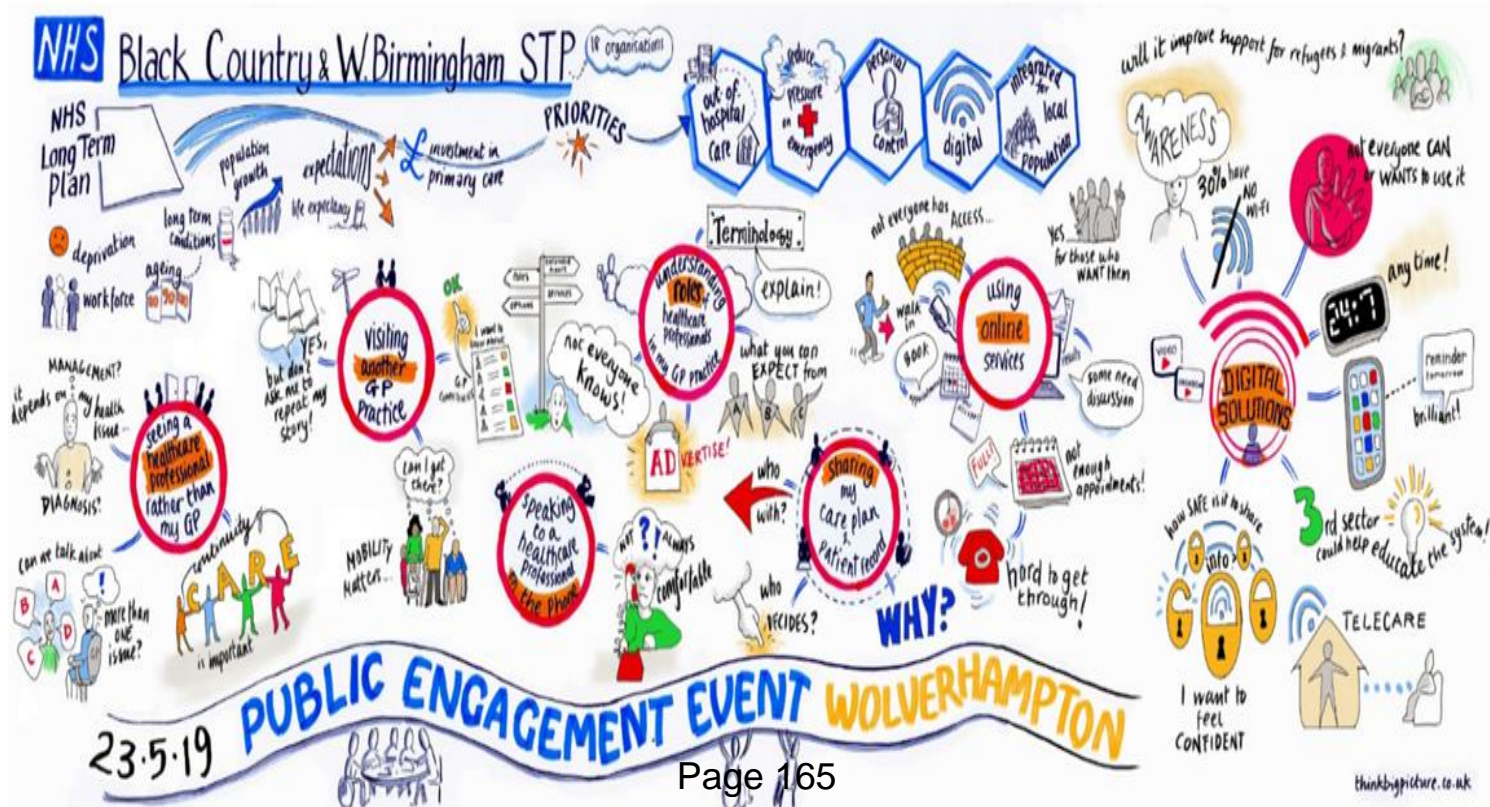 NHS
Black Country & W. Birmingham STP
18 organisations
NHS
Long Term
Plan
population
growth
expectations
life expectancy
£ investment in
primary care
PRIORITIES
out of
hospital
care
reduce
pressure
in
emergency
personal
control
digital
integrated
for
local
population
deprivation
workforce
long term
conditions
ageing
MANAGEMENT?
it
depends on
my health
issue...
DIAGNOSIS?
seeing a
healthcare
professional
rather than
my GP
can we talk about
A
B
C
D
!
more than
ONE
issue?
continuity
CARE
is important
YES,
but don't
ASK me to
repeat my
story!
visiting
another
GP
practice
can I get
there?
MOBILITY
Matters...
OK
I want to
know more
GP
not everyone
knows!
Terminology
explain!
understanding
roles of
healthcare
professionals
in my GP practice
what you can
EXPECT from
A
B
C
ADVERTISE!
speaking
to a
healthcare
professional
on the phone
?!
NOT ALWAYS
comfortable
sharing
my
care plan
&
patient record
who
with?
who
DECIDES?
WHY?
not everyone has
ACCESS...
walk
in
BOOK
using
online
services
results
YES
for those who
WANT them
some need
discussion
FULL!
not
enough
appointments!
hard to get
through!
will it improve support for refugees & migrants?
AWARENESS
30% have
NO
WI-FI
not everyone CAN
or WANTS to use it
24:7
any time!
VIDEO
DIGITAL
SOLUTIONS
reminder
tomorrow
brilliant!
3rd sector
could help educate the system!
how SAFE is it to share
info
I want to
feel
CONFIDENT
TELECARE
23·5·19
PUBLIC ENGAGEMENT EVENT WOLVERHAMPTON
Page 165
thinkbigpicture.co.uk